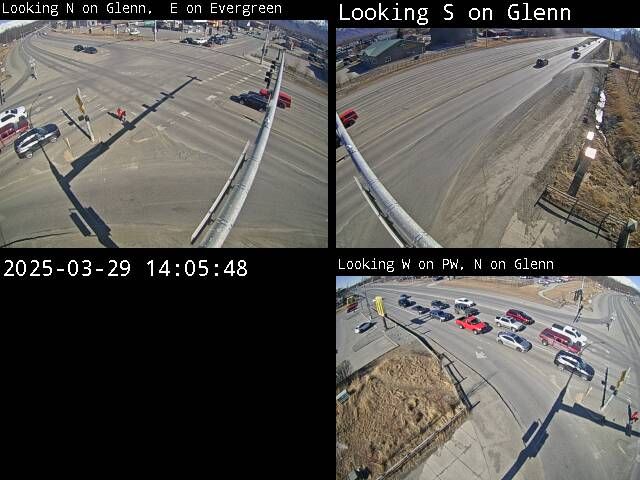 Looking N on Glenn,  E on Evergreen
Looking S on Glenn
2025-03-29 14:05:48
Looking W on PW, N on Glenn